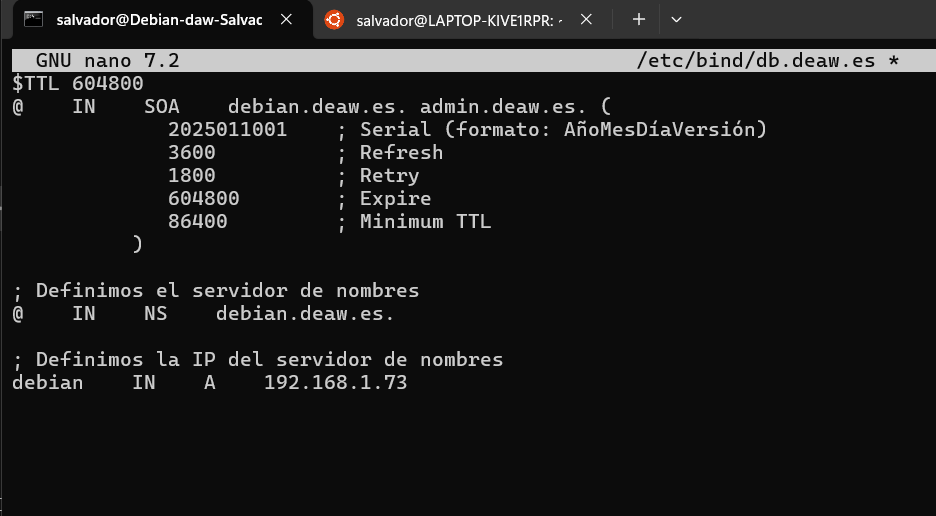 salvador@Debian-daw-Salvac
salvador@LAPTOP-KIVE1RPR: ~
GNU nano 7.2 /etc/bind/db.deaw.es *
$TTL 604800
@ IN SOA debian.deaw.es. admin.deaw.es. (
2025011001 ; Serial (formato: AñoMesDíaVersión)
3600 ; Refresh
1800 ; Retry
604800 ; Expire
86400 ; Minimum TTL
)
; Definimos el servidor de nombres
@ IN NS debian.deaw.es.
; Definimos la IP del servidor de nombres
debian IN A 192.168.1.73